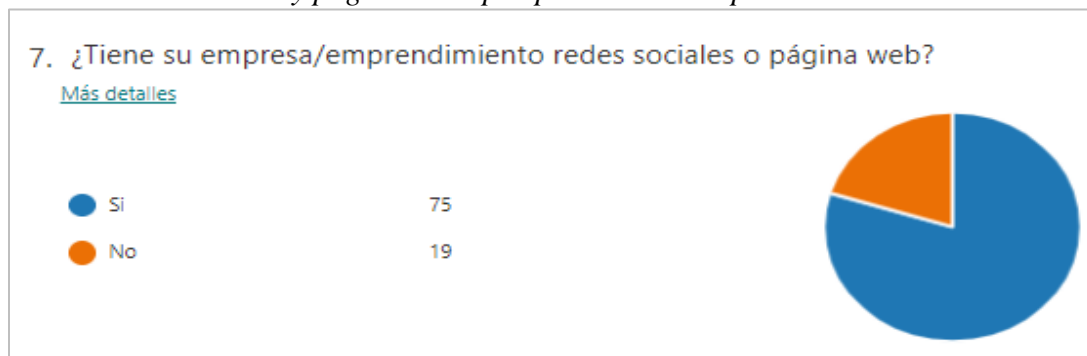 7. ¿Tiene su empresa/emprendimiento redes sociales o página web?
Más detalles
Si 75
No 19